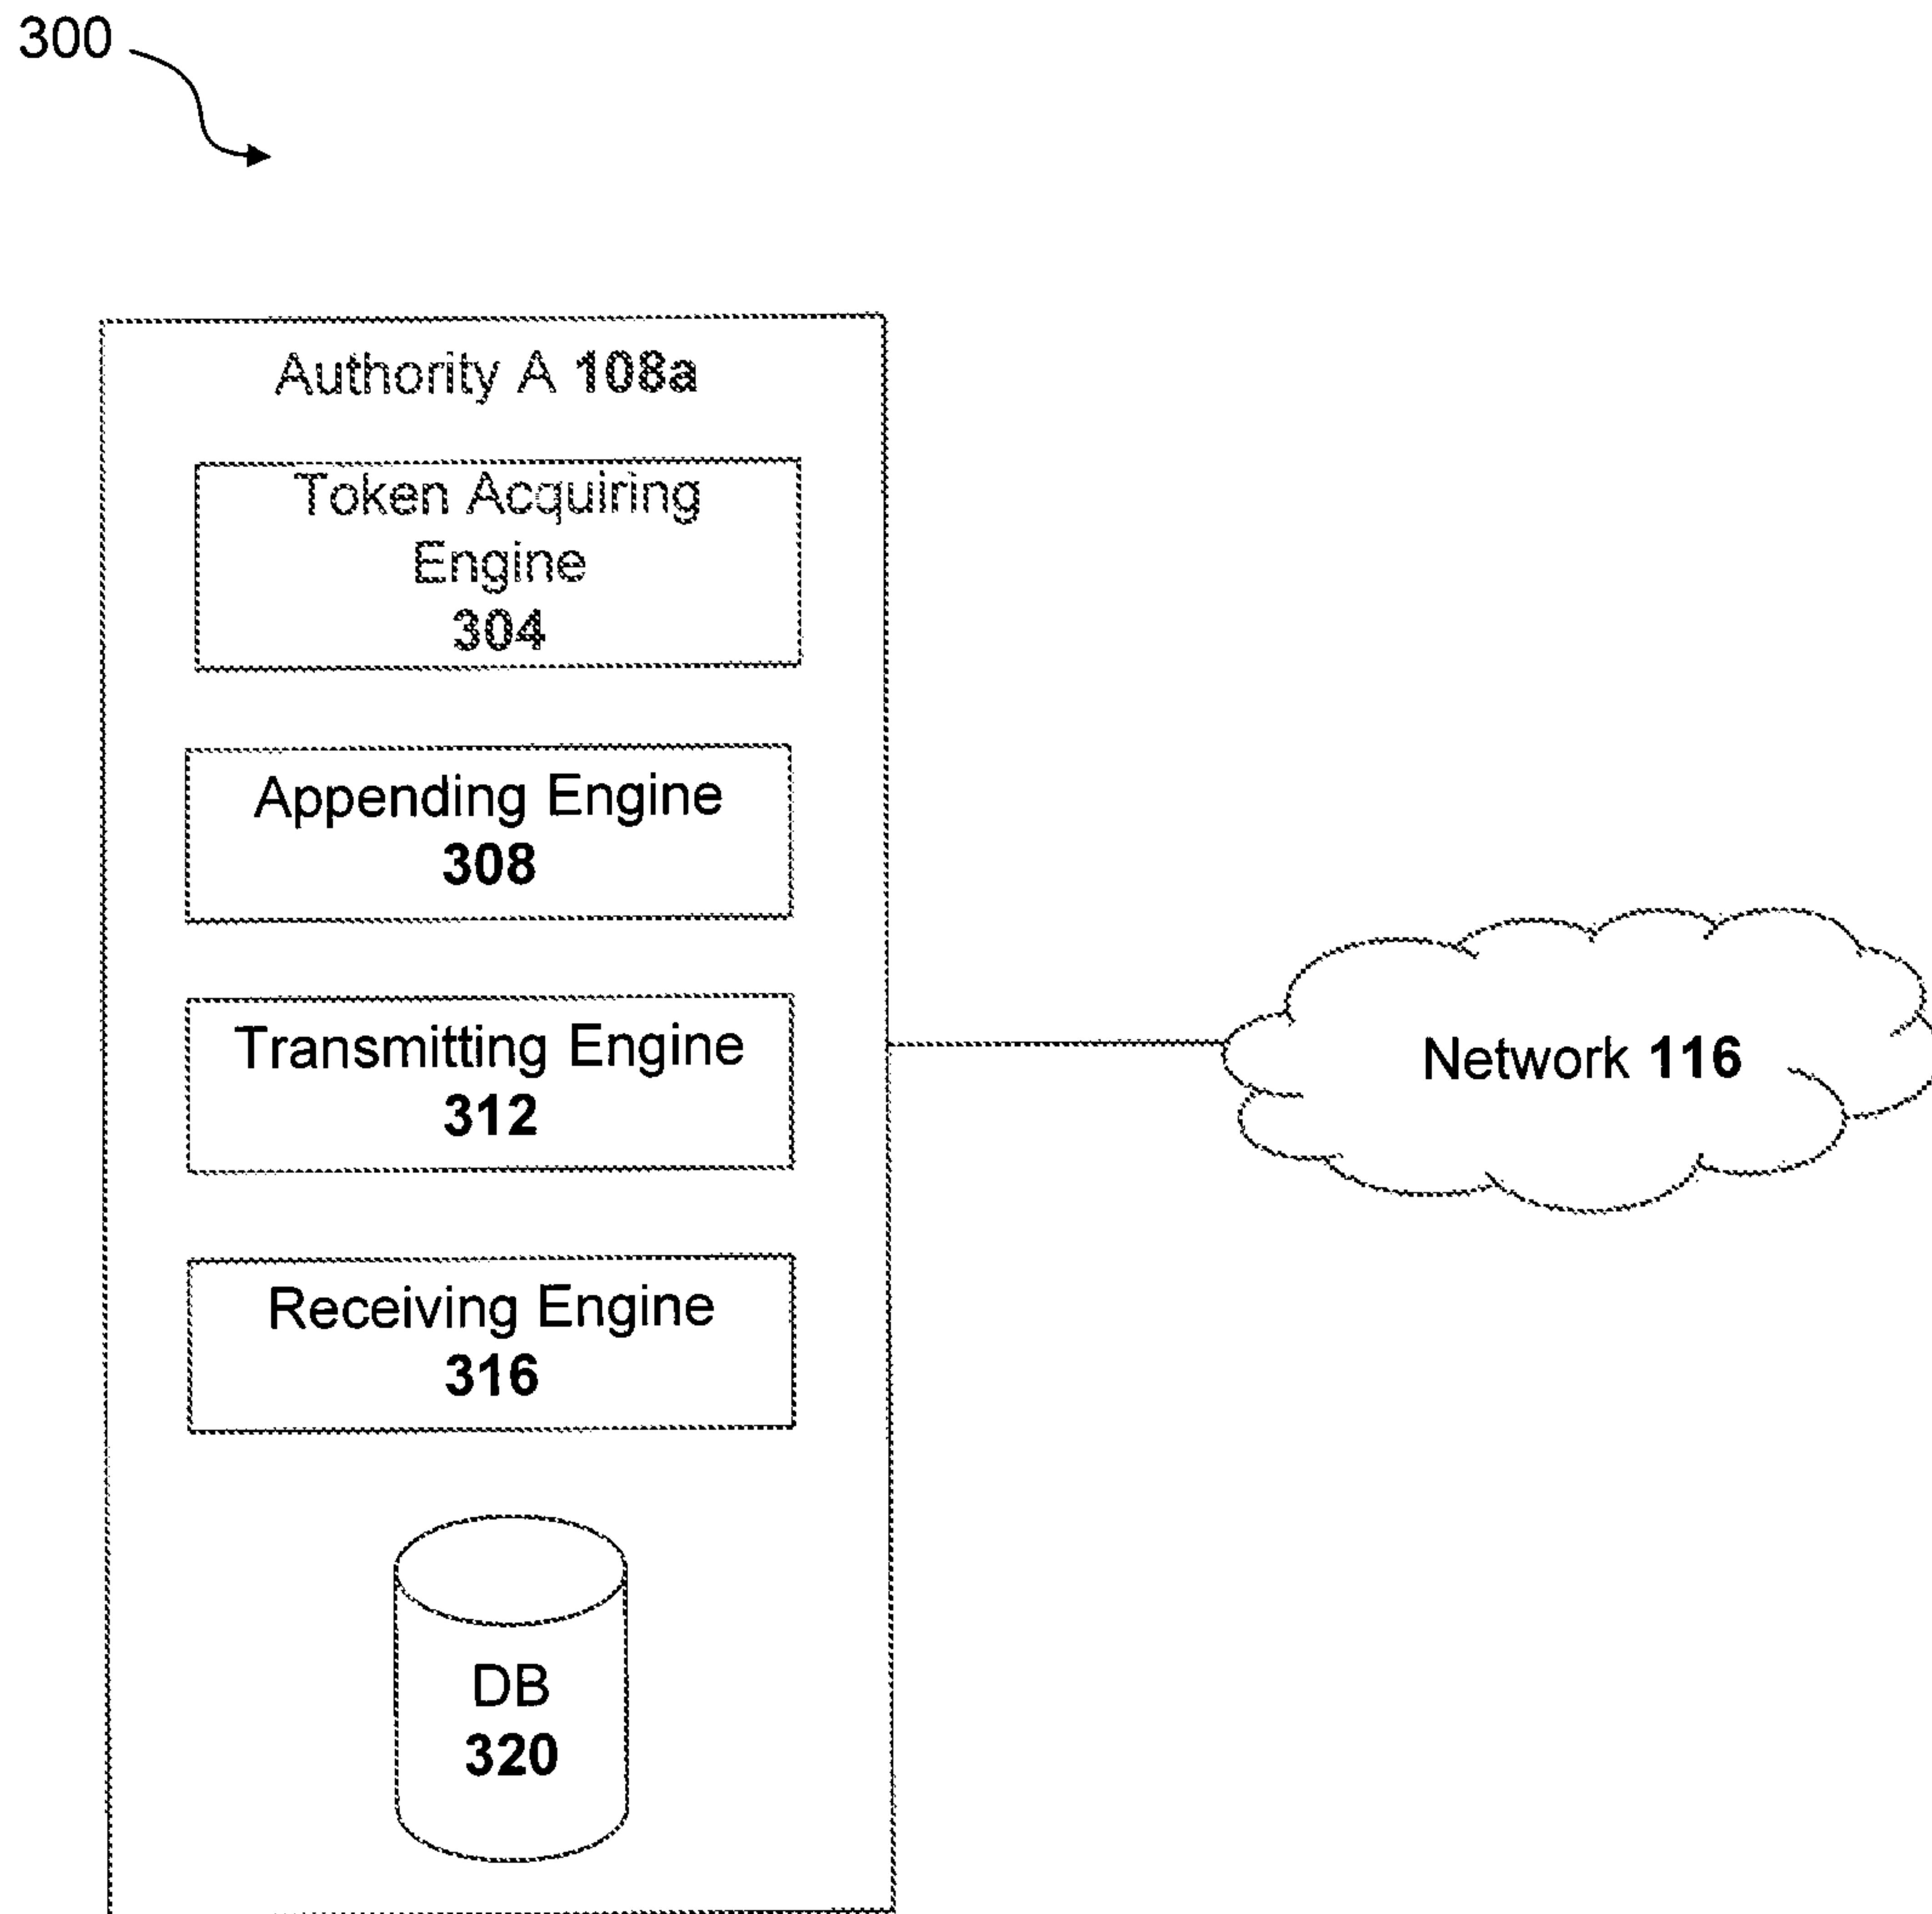 300
Authority A 108a
Token Acquiring
Engine
304
Appending Engine
308
Transmitting Engine
312
Receiving Engine
316
DB
320
Network 116